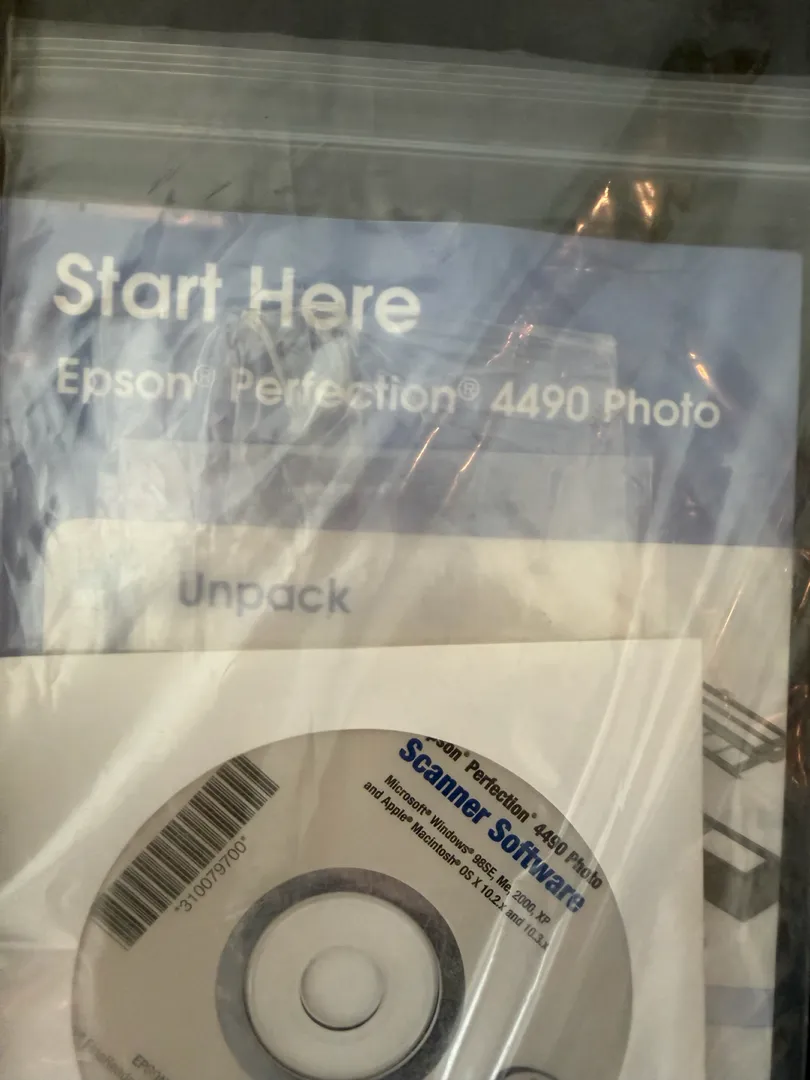 Start Here
Epson® Perfection® 4490 Photo
Unpack
Perfection® 4490 Photo
Scanner Software
Microsoft® Windows® 98SE, Me, 2000, XP
and Apple® Macintosh® OS X 10.2.x and 10.3.x
*310079700*